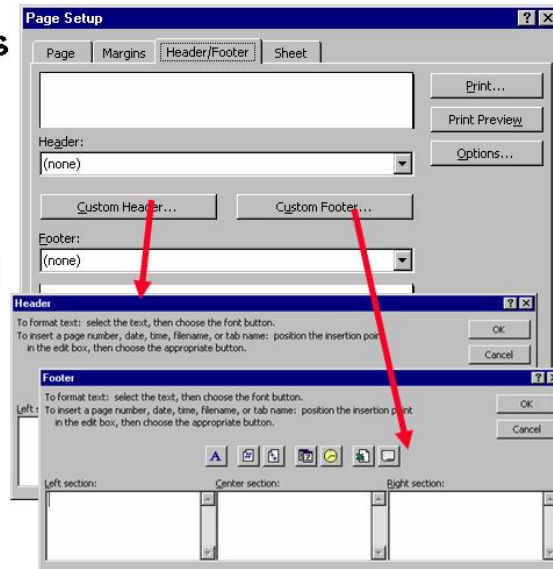 Page Setup
s
Page Margins Header/Footer Sheet
Print...
Print Preview
Header:
(none)
Options...
Custom Header... Custom Footer...
Footer:
(none)
Header
To format text: select the text, then choose the font button.
To insert a page number, date, time, filename, or tab name: position the insertion point
in the edit box, then choose the appropriate button.
OK
Cancel
Left
Footer
To format text: select the text, then choose the font button.
To insert a page number, date, time, filename, or tab name: position the insertion point
in the edit box, then choose the appropriate button.
OK
Cancel
A
Left section: Center section: Right section: